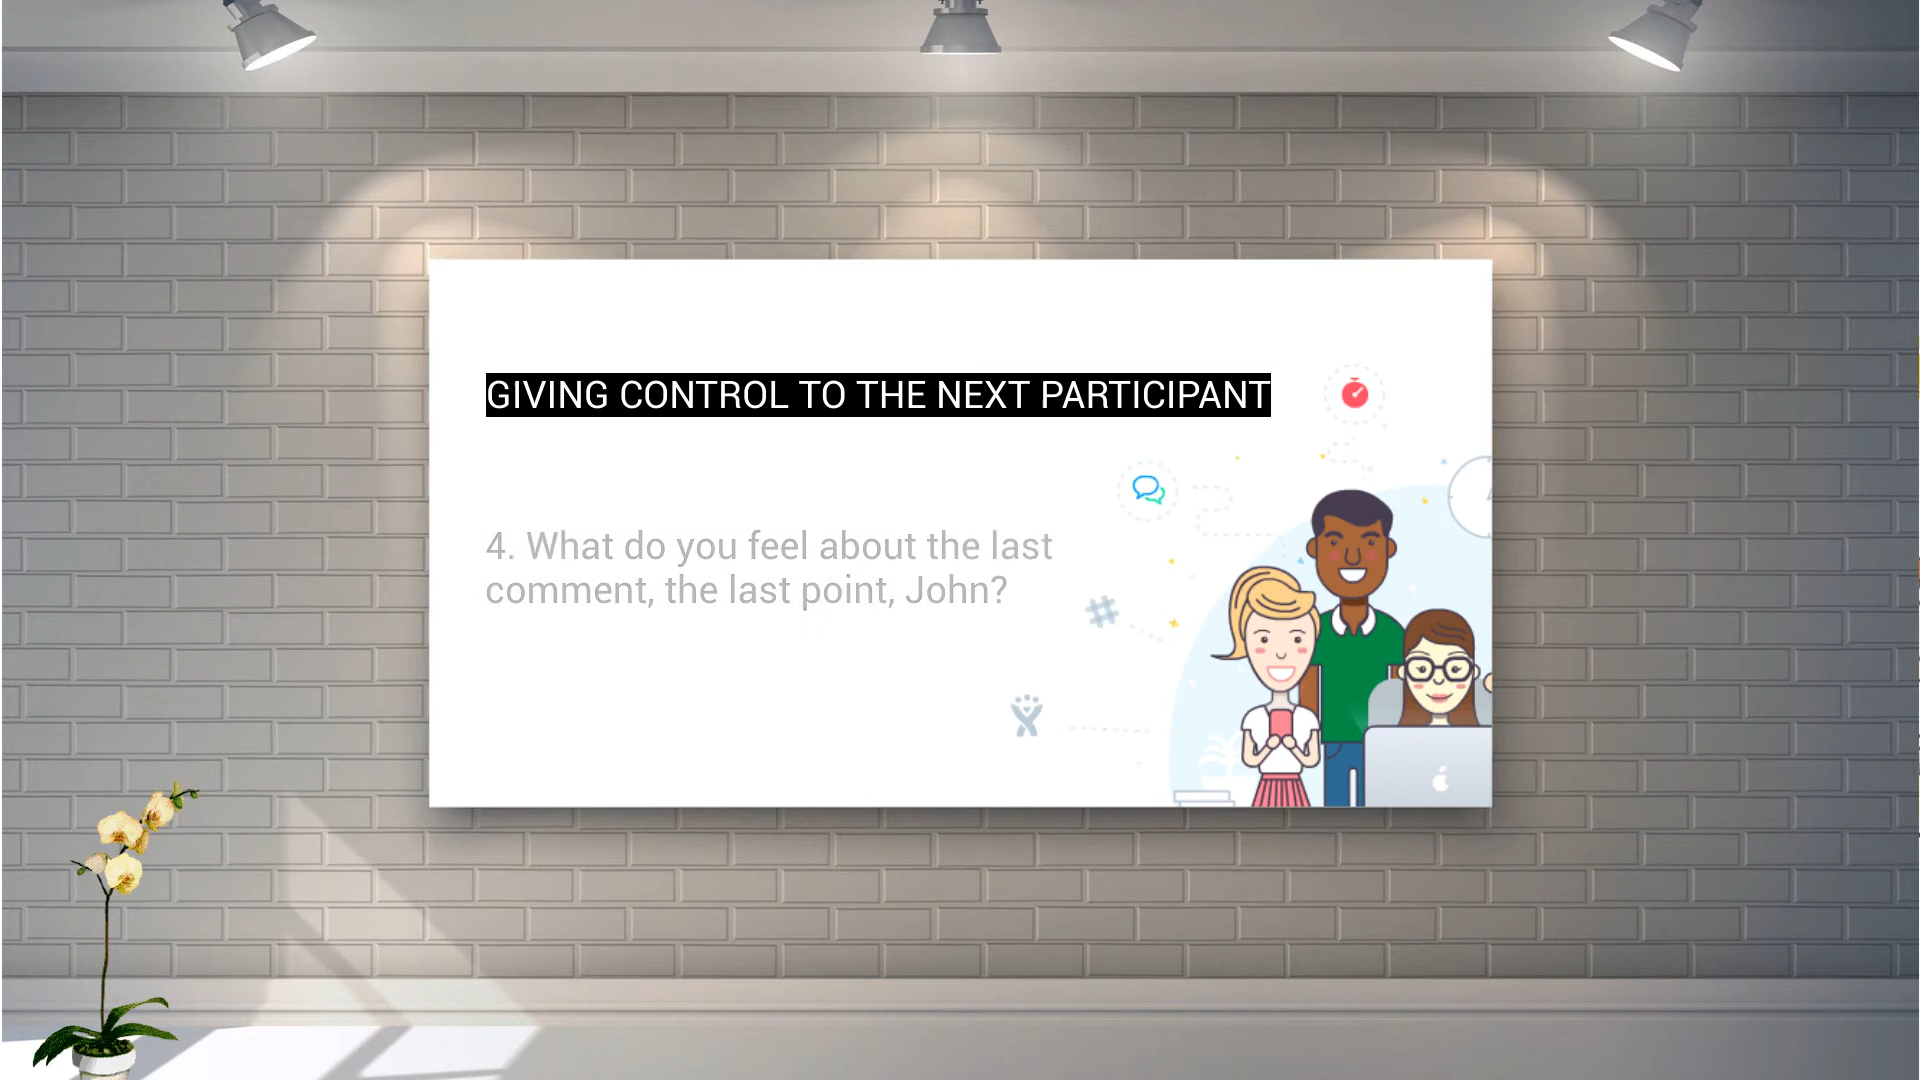 GIVING CONTROL TO THE NEXT PARTICIPANT
4. What do you feel about the last
comment, the last point, John?